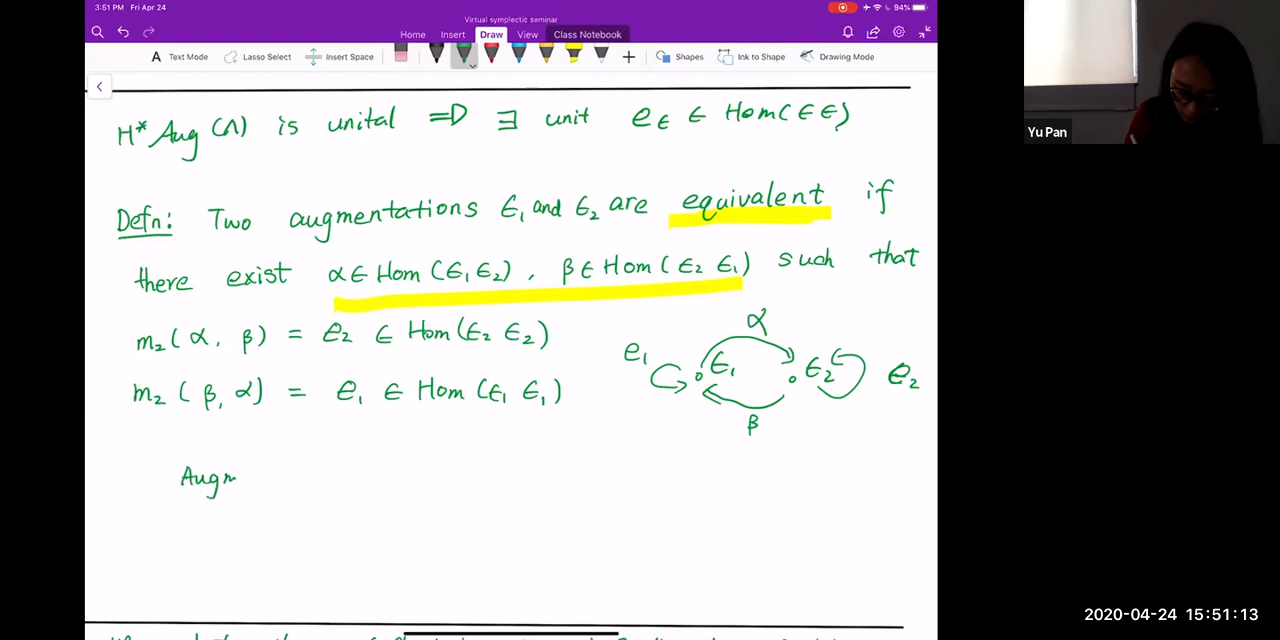 3:51 PM Fri Apr 24
94%
Virtual symplectic seminar
Home Insert Draw View Class Notebook
Text Mode Lasso Select Insert Space Shapes Ink to Shape Drawing Mode
H* Aug (Λ) is unital ⇒ ∃ unit e_ϵ ∈ Hom(ϵ ϵ)
Defn: Two augmentations ϵ₁ and ϵ₂ are equivalent if
there exist α ∈ Hom (ϵ₁ ϵ₂), β ∈ Hom (ϵ₂ ϵ₁) such that
m₂ (α, β) = e₂ ∈ Hom (ϵ₂ ϵ₂)
m₂ (β, α) = e₁ ∈ Hom (ϵ₁ ϵ₁)
α
e₁ ϵ₁ ϵ₂ e₂
β
Augm
Yu Pan
2020-04-24 15:51:13